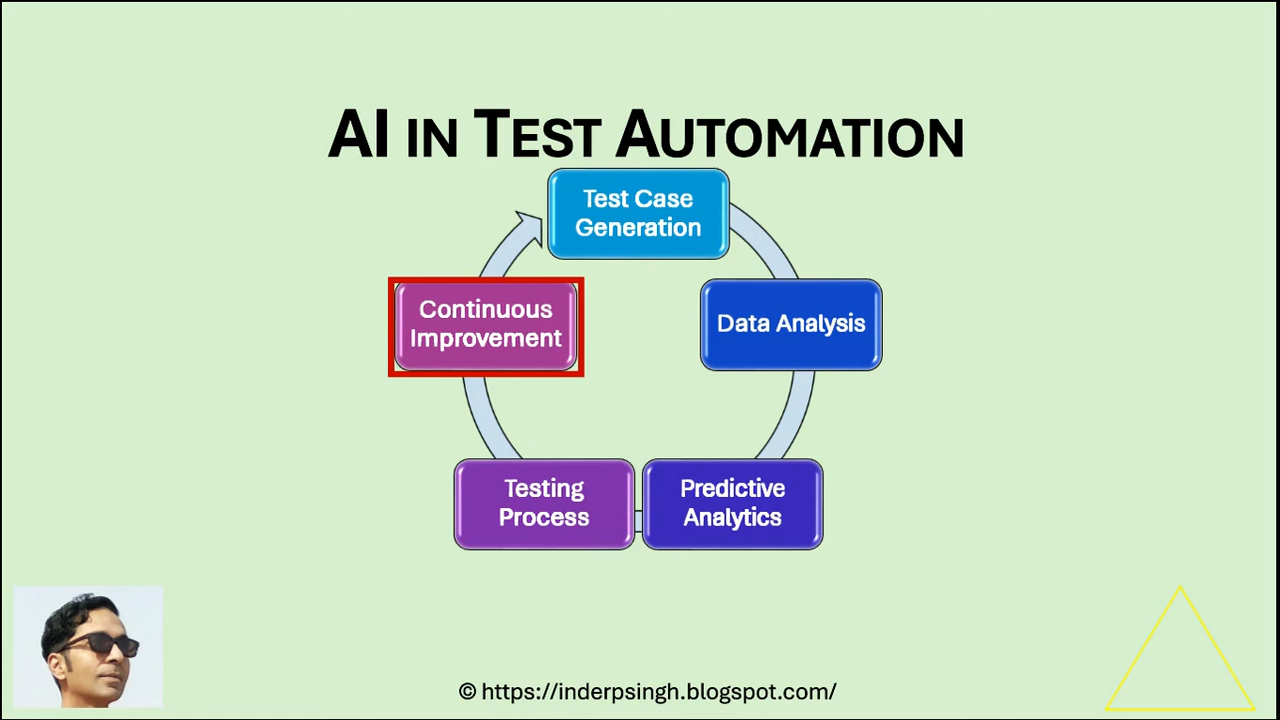 AI IN TEST AUTOMATION
Test Case
Generation
Continuous
Improvement
Data Analysis
Testing
Process
Predictive
Analytics
© https://inderpsingh.blogspot.com/